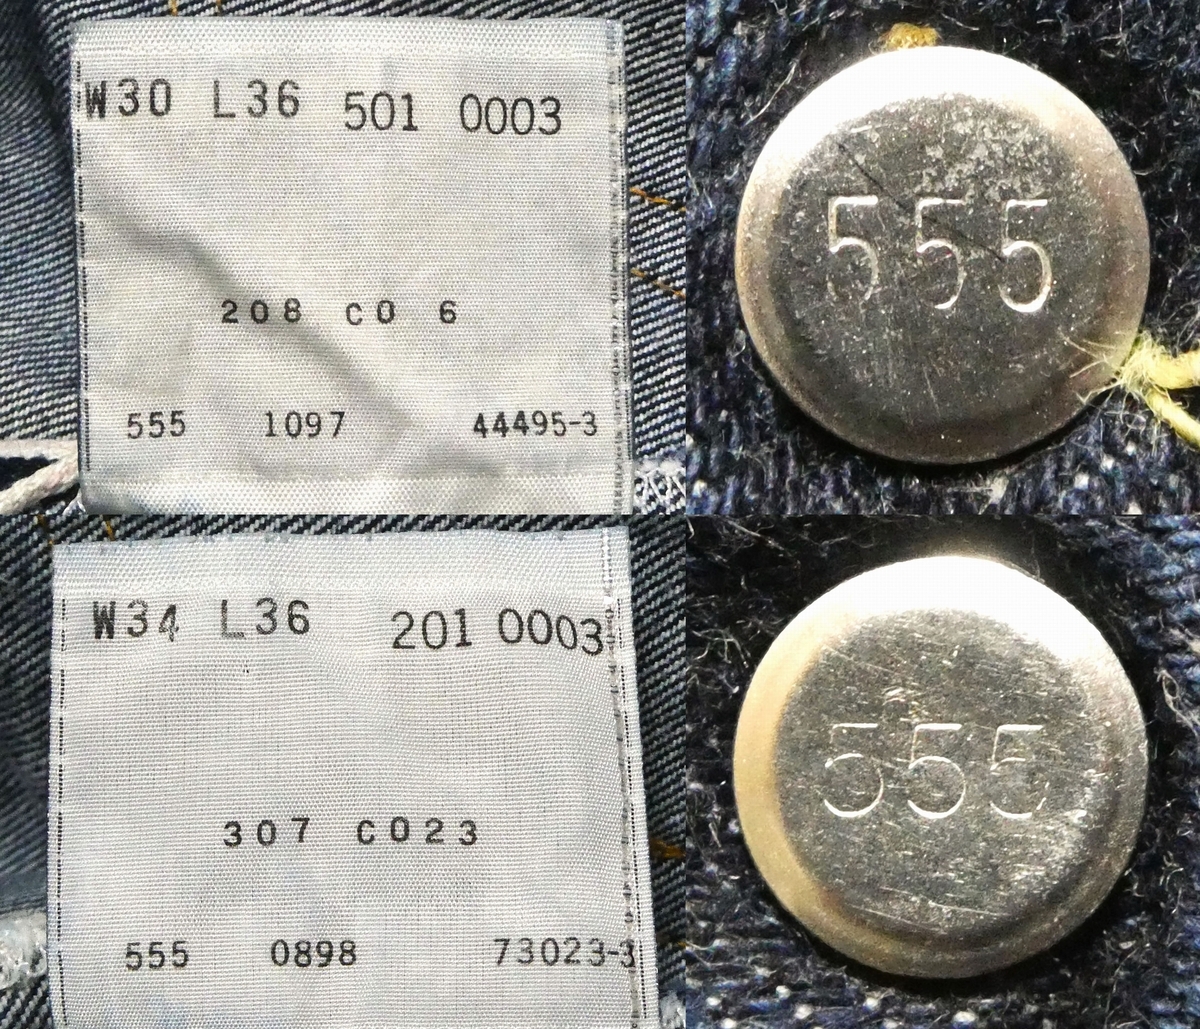 W30 L36 501 0003
208 C0 6
555 1097 44495-3
555
W34 L36 201 0003
307 C023
555 0898 73023-3
555